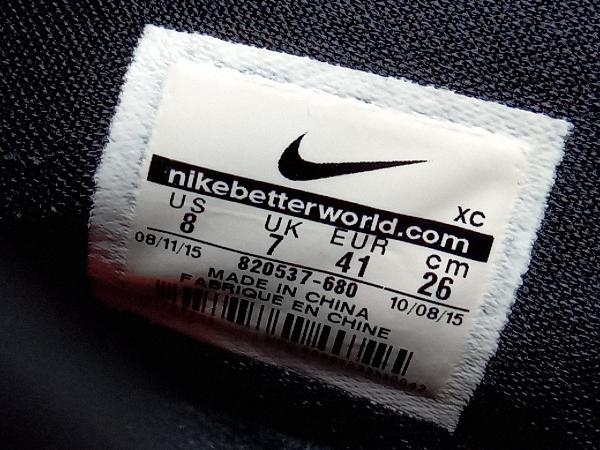 XC
nikebetterworld.com
US UK EUR cm
8 7 41 26
08/11/15 820537-680 10/08/15
MADE IN CHINA
FABRIQUE EN CHINE